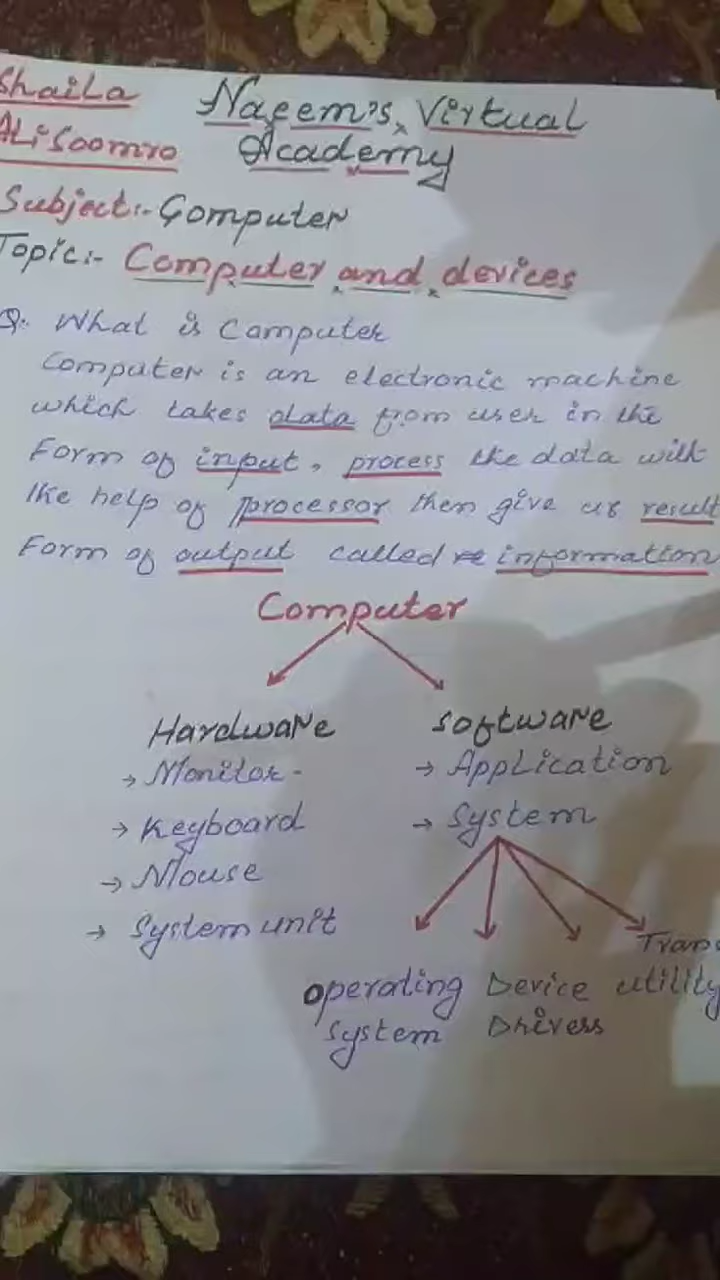 Shaila
Ali Soomro
Naeem's Virtual
Academy
Subject:- Computer
Topic:- Computer and devices
Q. What is Computer
Computer is an electronic machine
which takes data from user in the
Form of input, process the data with
the help of processor then give us result
Form of output called information
Computer
Hardware
→ Monitor
→ Keyboard
→ Mouse
→ System unit
Software
→ Application
→ System
Operating
System
Device
Drivess
utility